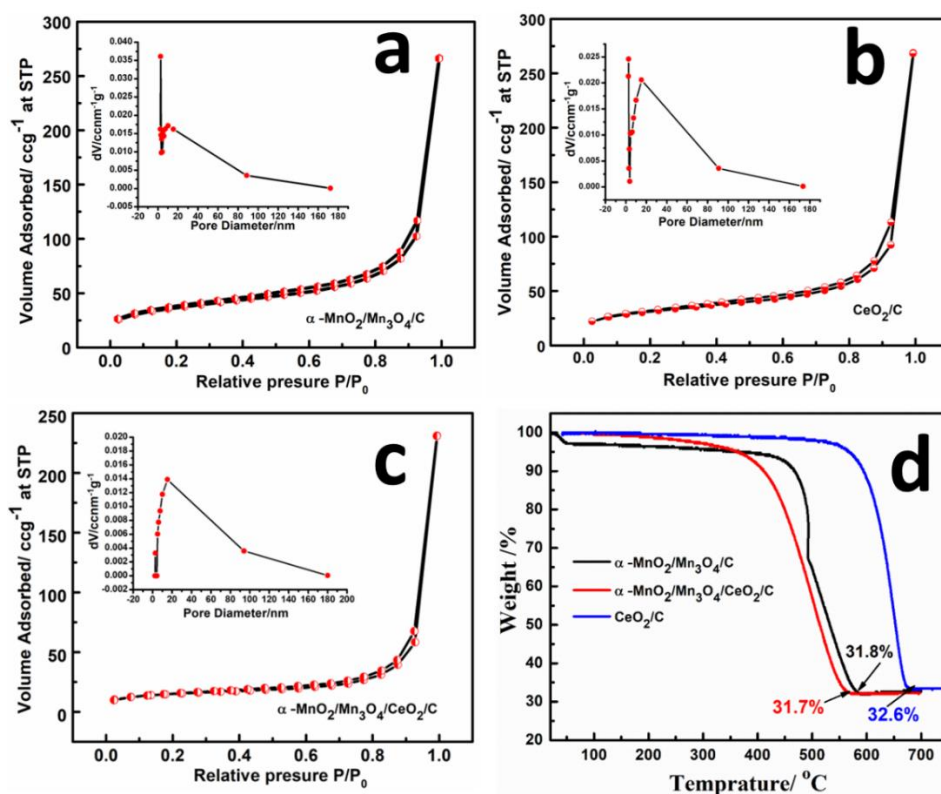 a
Volume Adsorbed/ ccg-1 at STP
300
250
200
150
100
50
0
0.0 0.2 0.4 0.6 0.8 1.0
Relative presure P/P0
α -MnO2/Mn3O4/C
dV/ccnm-1g-1
0.040
0.035
0.030
0.025
0.020
0.015
0.010
0.005
0.000
-0.005
-20 0 20 40 60 80 100 120 140 160 180
Pore Diameter/nm
b
Volume Adsorbed/ ccg-1 at STP
300
250
200
150
100
50
0
0.0 0.2 0.4 0.6 0.8 1.0
Relative presure P/P0
CeO2/C
dV/ccnm-1g-1
0.025
0.020
0.015
0.010
0.005
0.000
-20 0 20 40 60 80 100 120 140 160 180
Pore Diameter/nm
c
Volume Adsorbed/ ccg-1 at STP
250
200
150
100
50
0
0.0 0.2 0.4 0.6 0.8 1.0
Relative presure P/P0
α -MnO2/Mn3O4/CeO2/C
dV/ccnm-1g-1
0.020
0.018
0.016
0.014
0.012
0.010
0.008
0.006
0.004
0.002
0.000
-20 0 20 40 60 80 100 120 140 160 180 200
Pore Diameter/nm
d
Weight /%
100
90
80
70
60
50
40
30
20
100 200 300 400 500 600 700
Temprature/ oC
α -MnO2/Mn3O4/C
α -MnO2/Mn3O4/CeO2/C
CeO2/C
31.8%
31.7%
32.6%